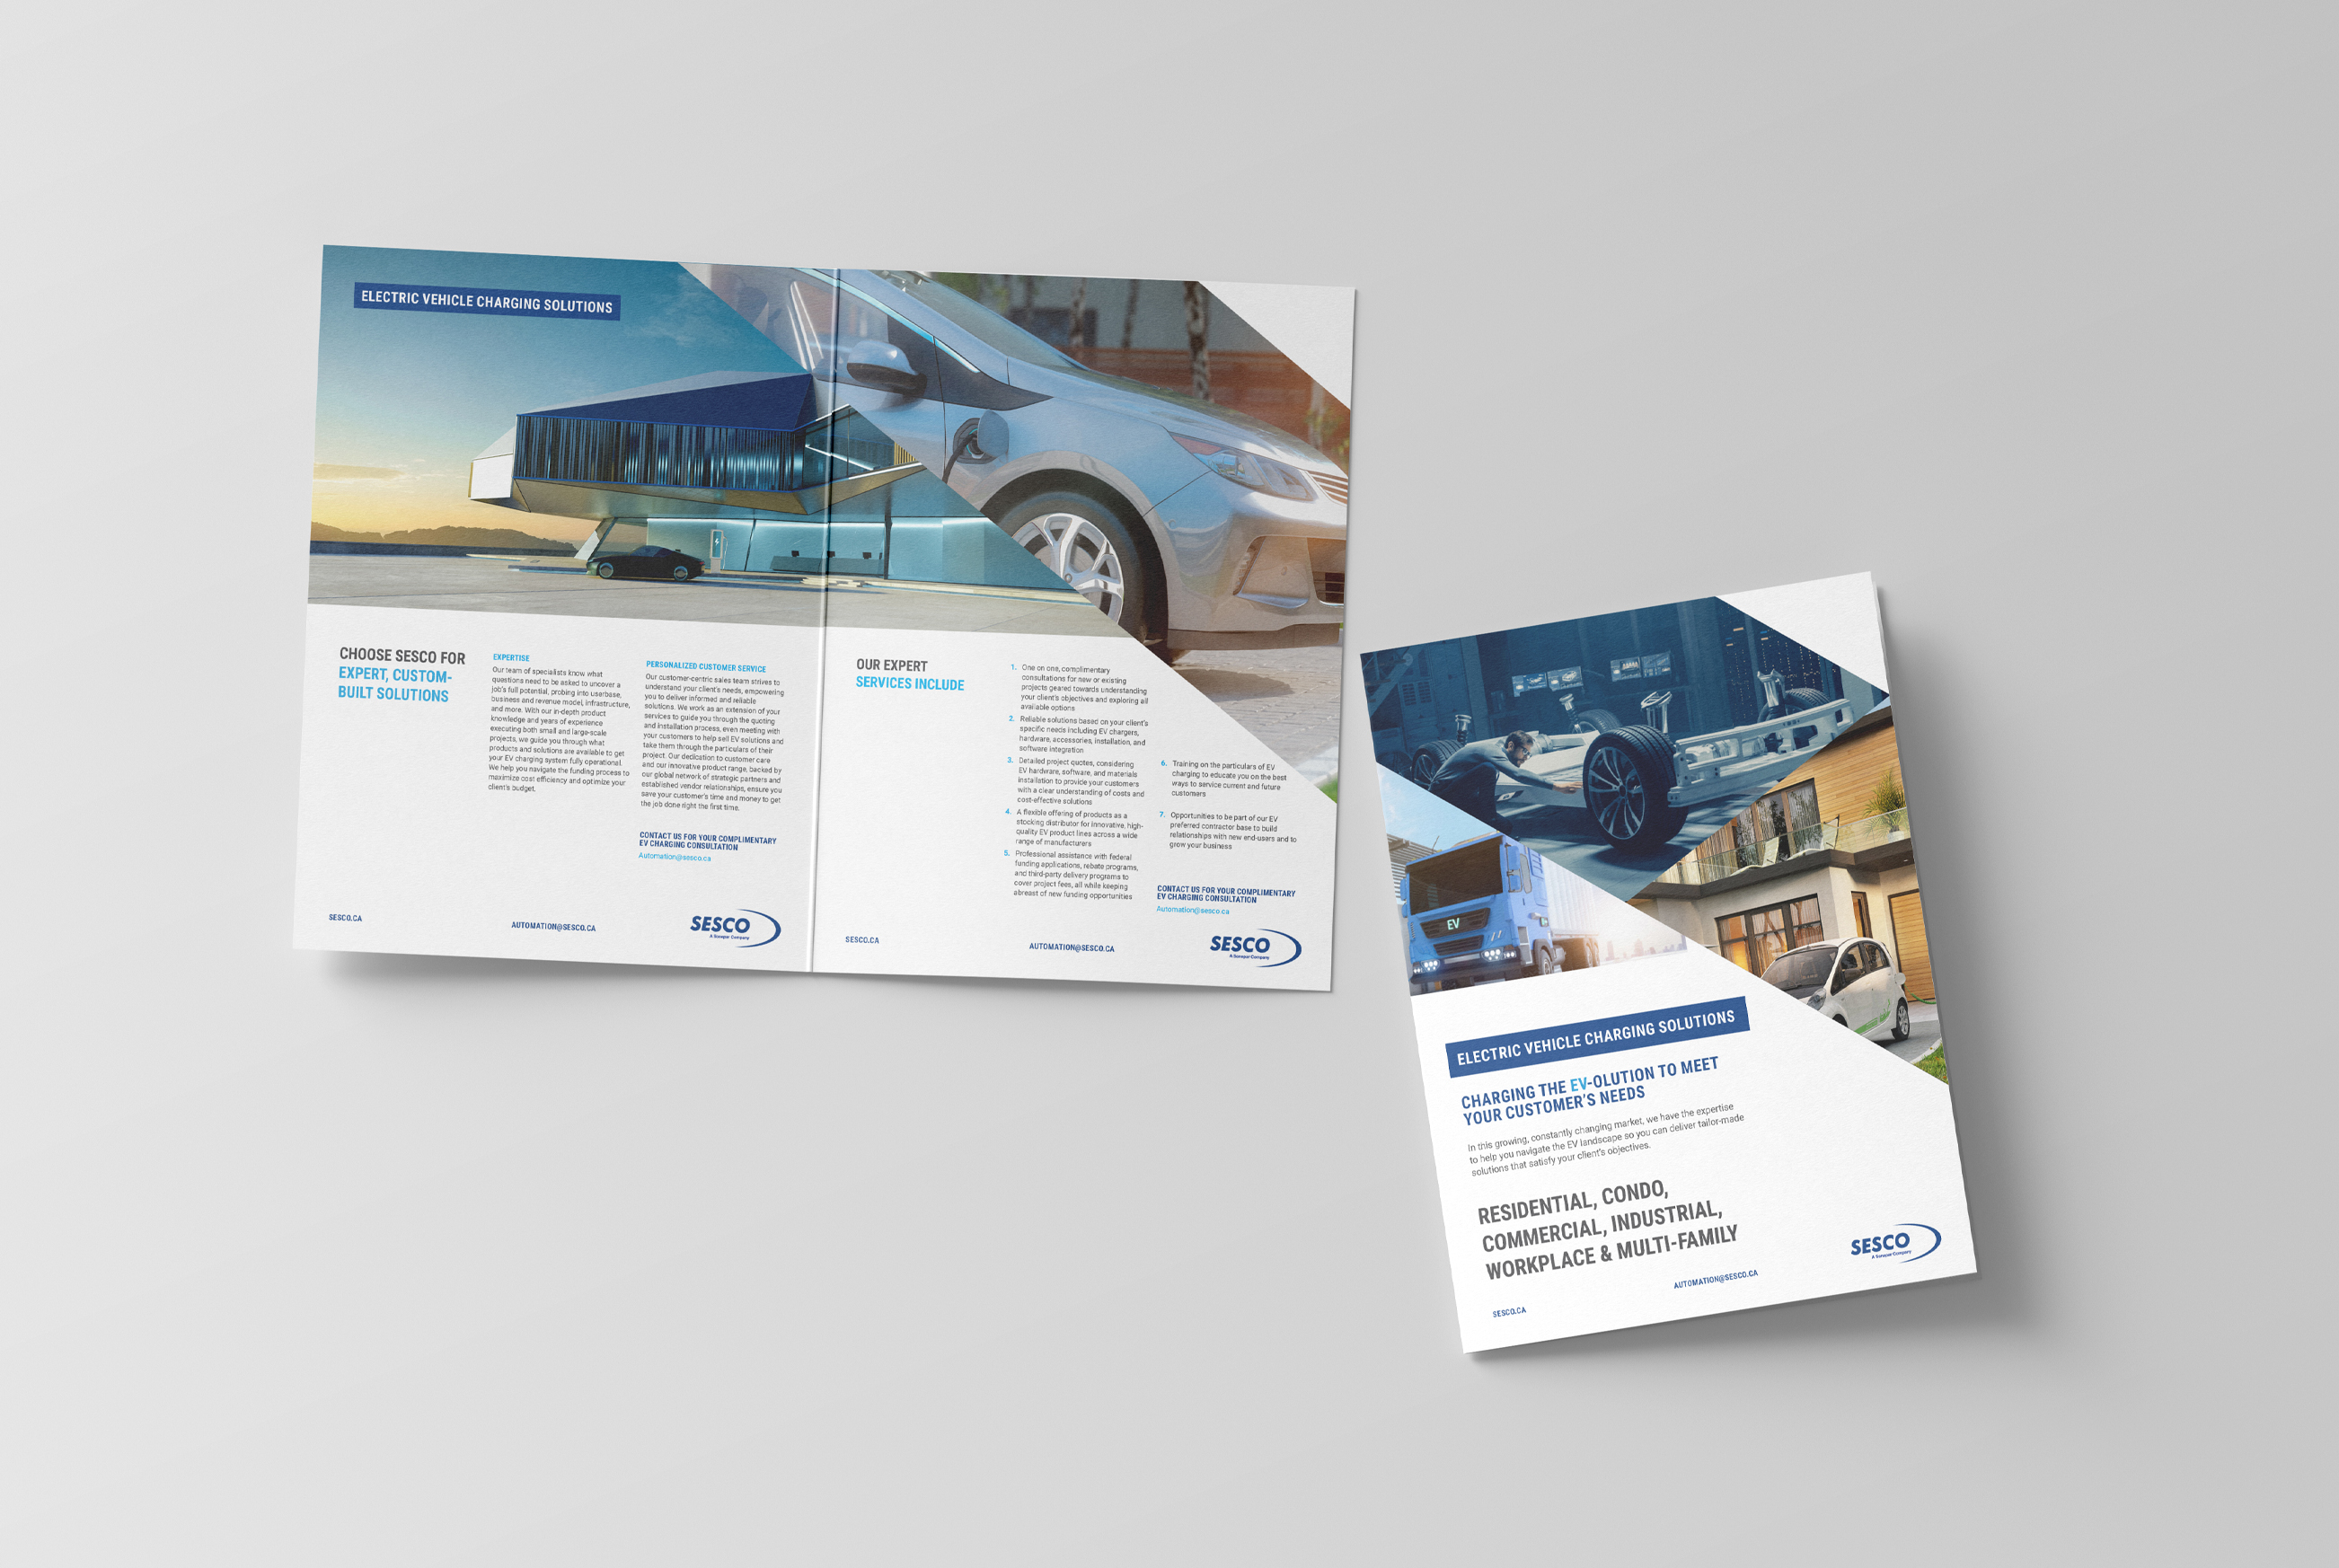 ELECTRIC VEHICLE CHARGING SOLUTIONS
CHOOSE SESCO FOR
EXPERT, CUSTOM-
BUILT SOLUTIONS
EXPERTISE
Our team of specialists know what
questions need to be asked to uncover a
job's full potential, probing into userbase,
business and revenue model, infrastructure,
and more. With our in-depth product
knowledge and years of experience
executing both small and large-scale
projects, we guide you through what
products and solutions are available to get
your EV charging system fully operational.
We help you navigate the funding process to
maximize cost efficiency and optimize your
client's budget.
PERSONALIZED CUSTOMER SERVICE
Our customer-centric sales team strives to
understand your client's needs, empowering
you to deliver informed and reliable
solutions. We work as an extension of your
services to guide you through the quoting
and installation process, even meeting with
your customers to help sell EV solutions and
take them through the particulars of their
project. Our dedication to customer care
and our innovative product range, backed by
our global network of strategic partners and
established vendor relationships, ensure you
save your customer's time and money to get
the job done right the first time.
CONTACT US FOR YOUR COMPLIMENTARY
EV CHARGING CONSULTATION
Automation@sesco.ca
SESCO.CA
AUTOMATION@SESCO.CA
SESCO
A Sonepar Company
OUR EXPERT
SERVICES INCLUDE
1. One on one, complimentary
consultations for new or existing
projects geared towards understanding
your client's objectives and exploring all
available options
2. Reliable solutions based on your client's
specific needs including EV chargers,
hardware, accessories, installation, and
software integration
3. Detailed project quotes, considering
EV hardware, software, and materials
installation to provide your customers
with a clear understanding of costs and
cost-effective solutions
4. A flexible offering of products as a
stocking distributor for innovative, high-
quality EV product lines across a wide
range of manufacturers
5. Professional assistance with federal
funding applications, rebate programs,
and third-party delivery programs to
cover project fees, all while keeping
abreast of new funding opportunities
6. Training on the particulars of EV
charging to educate you on the best
ways to service current and future
customers
7. Opportunities to be part of our EV
preferred contractor base to build
relationships with new end-users and to
grow your business
CONTACT US FOR YOUR COMPLIMENTARY
EV CHARGING CONSULTATION
Automation@sesco.ca
SESCO.CA
AUTOMATION@SESCO.CA
SESCO
A Sonepar Company
EV
ELECTRIC VEHICLE CHARGING SOLUTIONS
CHARGING THE EV-OLUTION TO MEET
YOUR CUSTOMER'S NEEDS
In this growing, constantly changing market, we have the expertise
to help you navigate the EV landscape so you can deliver tailor-made
solutions that satisfy your client's objectives.
RESIDENTIAL, CONDO,
COMMERCIAL, INDUSTRIAL,
WORKPLACE & MULTI-FAMILY
SESCO.CA
AUTOMATION@SESCO.CA
SESCO
A Sonepar Company